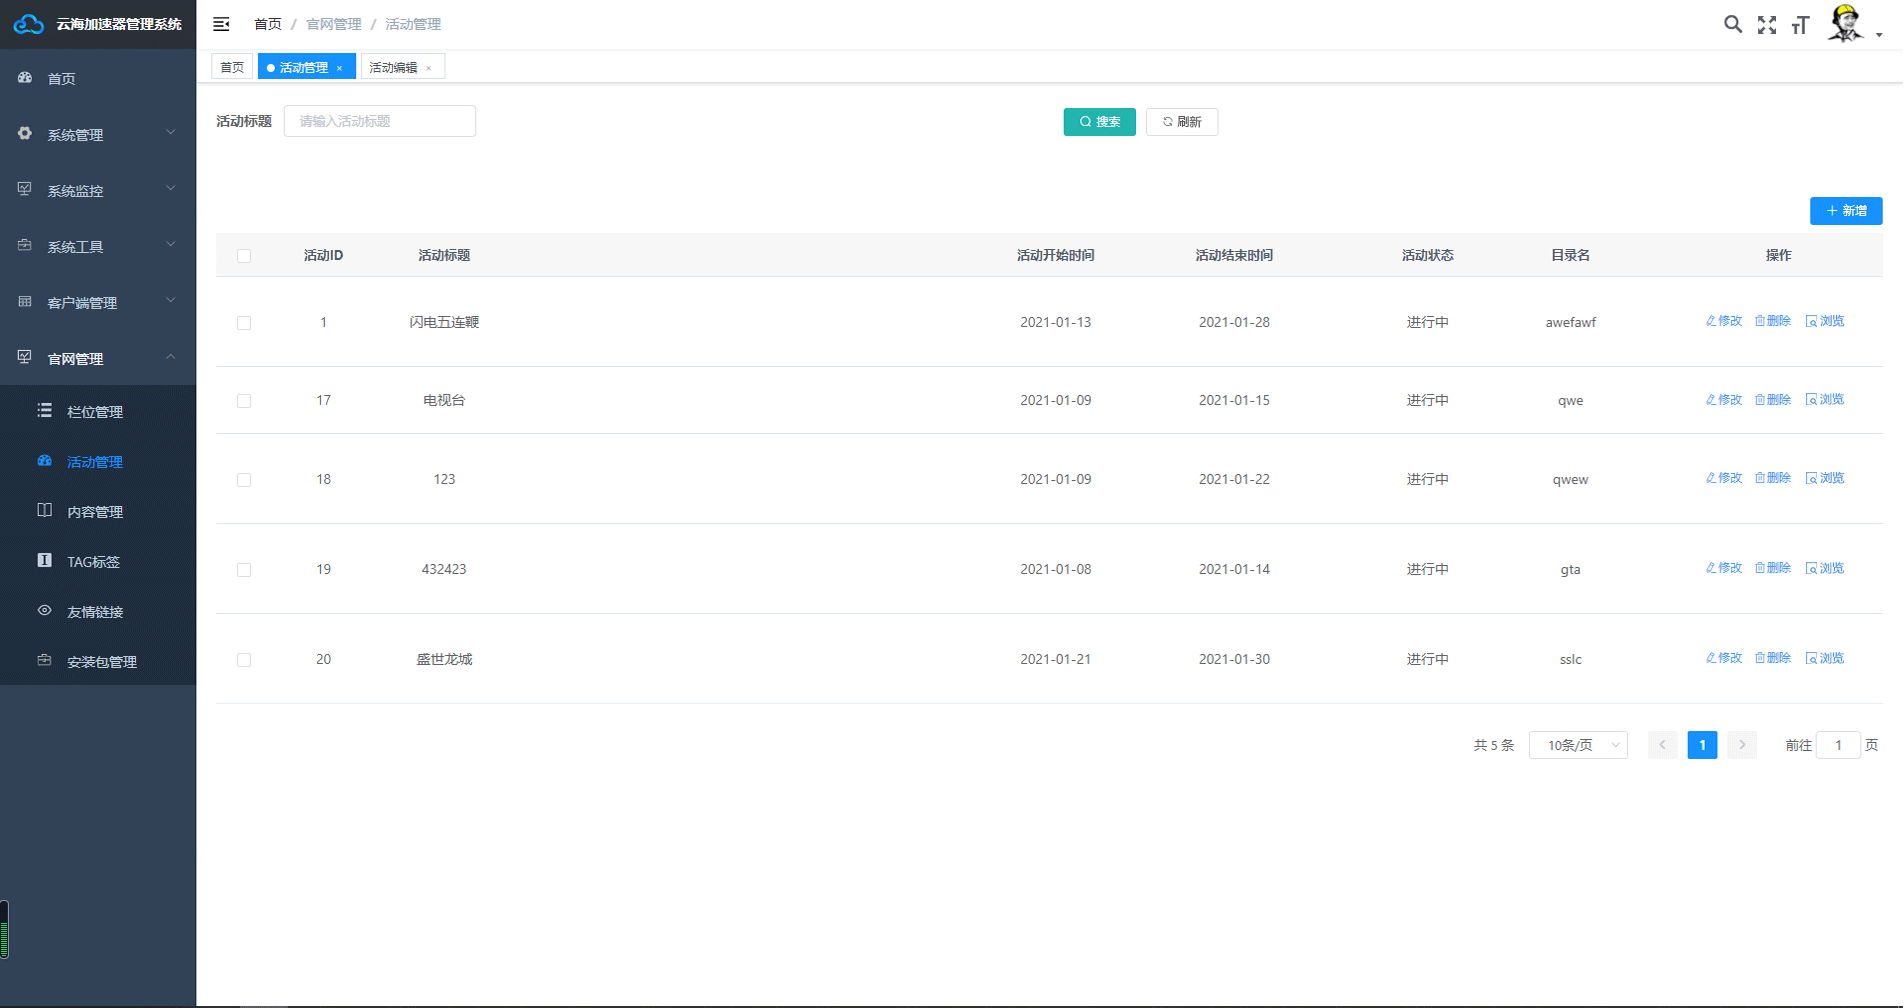 云海加速器管理系统
首页 / 官网管理 / 活动管理
首页
活动管理 ×
活动编辑 ×
首页
系统管理
系统监控
系统工具
客户端管理
官网管理
栏位管理
活动管理
内容管理
TAG标签
友情链接
安装包管理
活动标题 请输入活动标题 搜索 刷新
+ 新增
活动ID 活动标题 活动开始时间 活动结束时间 活动状态 目录名 操作
1 闪电五连鞭 2021-01-13 2021-01-28 进行中 awefawf 修改 删除 浏览
17 电视台 2021-01-09 2021-01-15 进行中 qwe 修改 删除 浏览
18 123 2021-01-09 2021-01-22 进行中 qwew 修改 删除 浏览
19 432423 2021-01-08 2021-01-14 进行中 gta 修改 删除 浏览
20 盛世龙城 2021-01-21 2021-01-30 进行中 sslc 修改 删除 浏览
共 5 条 10条/页 1 前往 1 页